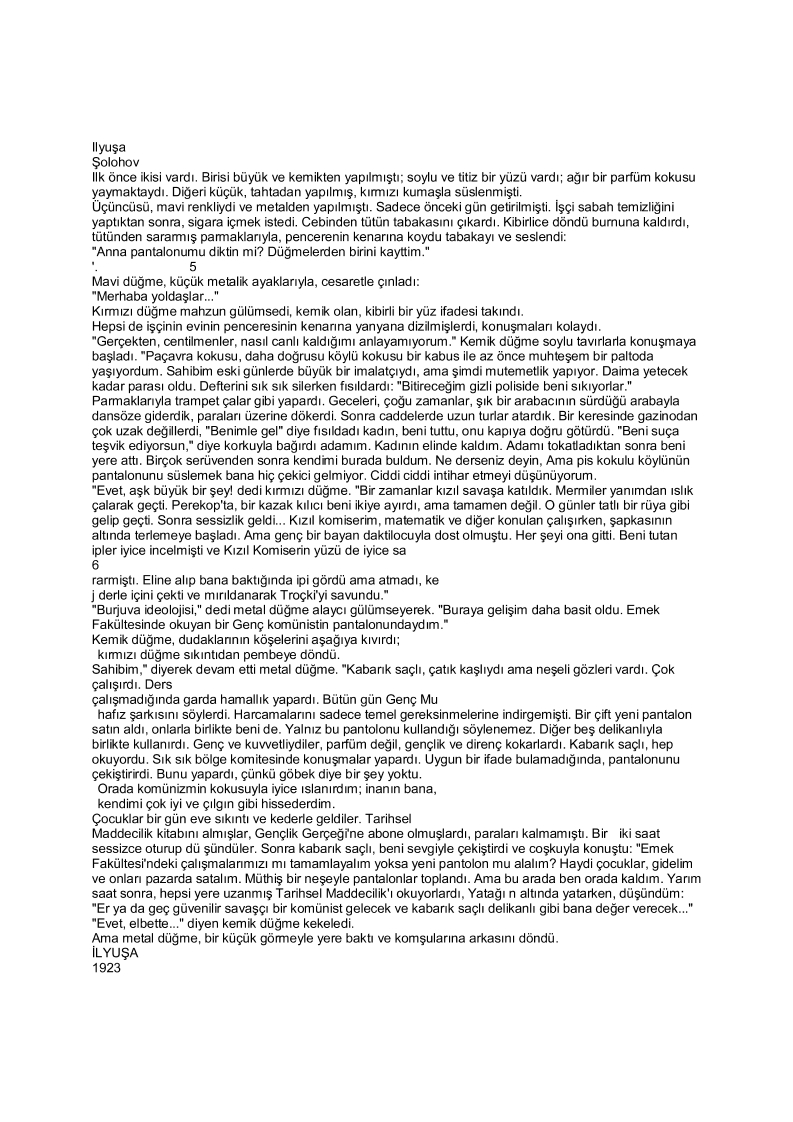 Ilyuşa
Şolohov
Ilk önce ikisi vardı. Birisi büyük ve kemikten yapılmıştı; soylu ve titiz bir yüzü vardı; ağır bir parfüm kokusu
yaymaktaydı. Diğeri küçük, tahtadan yapılmış, kırmızı kumaşla süslenmişti.
Üçüncüsü, mavi renkliydi ve metalden yapılmıştı. Sadece önceki gün getirilmişti. İşçi sabah temizliğini
yaptıktan sonra, sigara içmek istedi. Cebinden tütün tabakasını çıkardı. Kibirlice döndü burnuna kaldırdı,
tütünden sararmış parmaklarıyla, pencerenin kenarına koydu tabakayı ve seslendi:
"Anna pantalonumu diktin mi? Düğmelerden birini kayttim."
'. 5
Mavi düğme, küçük metalik ayaklarıyla, cesaretle çınladı:
"Merhaba yoldaşlar..."
Kırmızı düğme mahzun gülümsedi, kemik olan, kibirli bir yüz ifadesi takındı.
Hepsi de işçinin evinin penceresinin kenarına yanyana dizilmişlerdi, konuşmaları kolaydı.
"Gerçekten, centilmenler, nasıl canlı kaldığımı anlayamıyorum." Kemik düğme soylu tavırlarla konuşmaya
başladı. "Paçavra kokusu, daha doğrusu köylü kokusu bir kabus ile az önce muhteşem bir paltoda
yaşıyordum. Sahibim eski günlerde büyük bir imalatçıydı, ama şimdi mutemetlik yapıyor. Daima yetecek
kadar parası oldu. Defterini sık sık silerken fısıldardı: "Bitireceğim gizli poliside beni sıkıyorlar."
Parmaklarıyla trampet çalar gibi yapardı. Geceleri, çoğu zamanlar, şık bir arabacının sürdüğü arabayla
dansöze giderdik, paraları üzerine dökerdi. Sonra caddelerde uzun turlar atardık. Bir keresinde gazinodan
çok uzak değillerdi, "Benimle gel" diye fısıldadı kadın, beni tuttu, onu kapıya doğru götürdü. "Beni suça
teşvik ediyorsun," diye korkuyla bağırdı adamım. Kadının elinde kaldım. Adamı tokatladıktan sonra beni
yere attı. Birçok serüvenden sonra kendimi burada buldum. Ne derseniz deyin, Ama pis kokulu köylünün
pantalonunu süslemek bana hiç çekici gelmiyor. Ciddi ciddi intihar etmeyi düşünüyorum.
"Evet, aşk büyük bir şey! dedi kırmızı düğme. "Bir zamanlar kızıl savaşa katıldık. Mermiler yanımdan ıslık
çalarak geçti. Perekop'ta, bir kazak kılıcı beni ikiye ayırdı, ama tamamen değil. O günler tatlı bir rüya gibi
gelip geçti. Sonra sessizlik geldi... Kızıl komiserim, matematik ve diğer konulan çalışırken, şapkasının
altında terlemeye başladı. Ama genç bir bayan daktilocuyla dost olmuştu. Her şeyi ona gitti. Beni tutan
ipler iyice incelmişti ve Kızıl Komiserin yüzü de iyice sa
6
rarmıştı. Eline alıp bana baktığında ipi gördü ama atmadı, ke
j derle içini çekti ve mırıldanarak Troçki'yi savundu."
"Burjuva ideolojisi," dedi metal düğme alaycı gülümseyerek. "Buraya gelişim daha basit oldu. Emek
Fakültesinde okuyan bir Genç komünistin pantalonundaydım."
Kemik düğme, dudaklarının köşelerini aşağıya kıvırdı;
kırmızı düğme sıkıntıdan pembeye döndü.
Sahibim," diyerek devam etti metal düğme. "Kabarık saçlı, çatık kaşlıydı ama neşeli gözleri vardı. Çok
çalışırdı. Ders
çalışmadığında garda hamallık yapardı. Bütün gün Genç Mu
hafız şarkısını söylerdi. Harcamalarını sadece temel gereksinmelerine indirgemişti. Bir çift yeni pantalon
satın aldı, onlarla birlikte beni de. Yalnız bu pantolonu kullandığı söylenemez. Diğer beş delikanlıyla
birlikte kullanırdı. Genç ve kuvvetliydiler, parfüm değil, gençlik ve direnç kokarlardı. Kabarık saçlı, hep
okuyordu. Sık sık bölge komitesinde konuşmalar yapardı. Uygun bir ifade bulamadığında, pantalonunu
çekiştirirdi. Bunu yapardı, çünkü göbek diye bir şey yoktu.
Orada komünizmin kokusuyla iyice ıslanırdım; inanın bana,
kendimi çok iyi ve çılgın gibi hissederdim.
Çocuklar bir gün eve sıkıntı ve kederle geldiler. Tarihsel
Maddecilik kitabını almışlar, Gençlik Gerçeği'ne abone olmuşlardı, paraları kalmamıştı. Bir iki saat
sessizce oturup dü şündüler. Sonra kabarık saçlı, beni sevgiyle çekiştirdi ve coşkuyla konuştu: "Emek
Fakültesi'ndeki çalışmalarımızı mı tamamlayalım yoksa yeni pantolon mu alalım? Haydi çocuklar, gidelim
ve onları pazarda satalım. Müthiş bir neşeyle pantalonlar toplandı. Ama bu arada ben orada kaldım. Yarım
saat sonra, hepsi yere uzanmış Tarihsel Maddecilik'ı okuyorlardı, Yatağı n altında yatarken, düşündüm:
"Er ya da geç güvenilir savaşçı bir komünist gelecek ve kabarık saçlı delikanlı gibi bana değer verecek..."
"Evet, elbette..." diyen kemik düğme kekeledi.
Ama metal düğme, bir küçük görmeyle yere baktı ve komşularına arkasını döndü.
İLYUŞA
1923